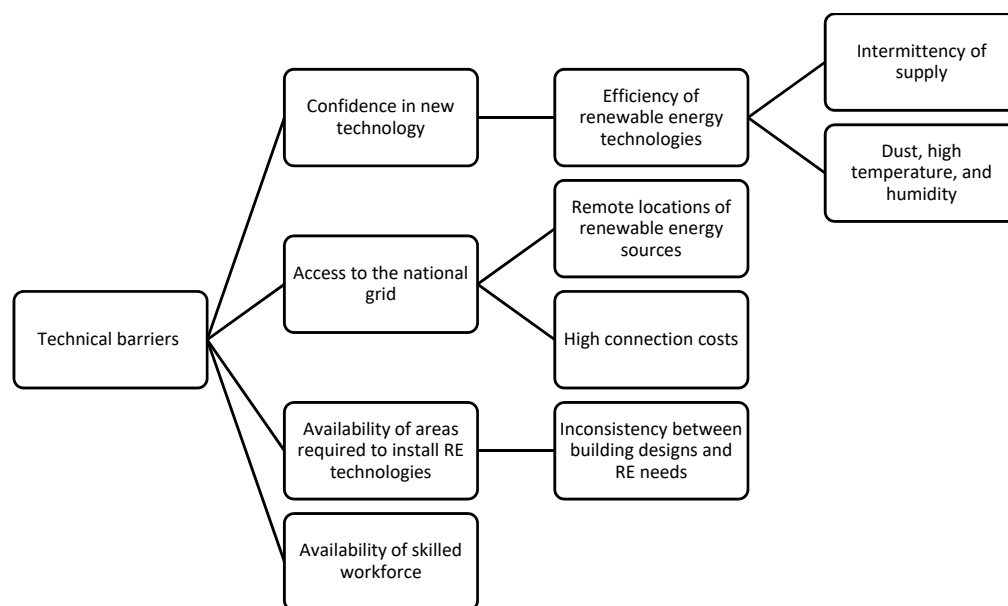 Technical barriers
Confidence in new
technology
Efficiency of
renewable energy
technologies
Intermittency of
supply
Dust, high
temperature, and
humidity
Access to the national
grid
Remote locations of
renewable energy
sources
High connection costs
Availability of areas
required to install RE
technologies
Inconsistency between
building designs and
RE needs
Availability of skilled
workforce